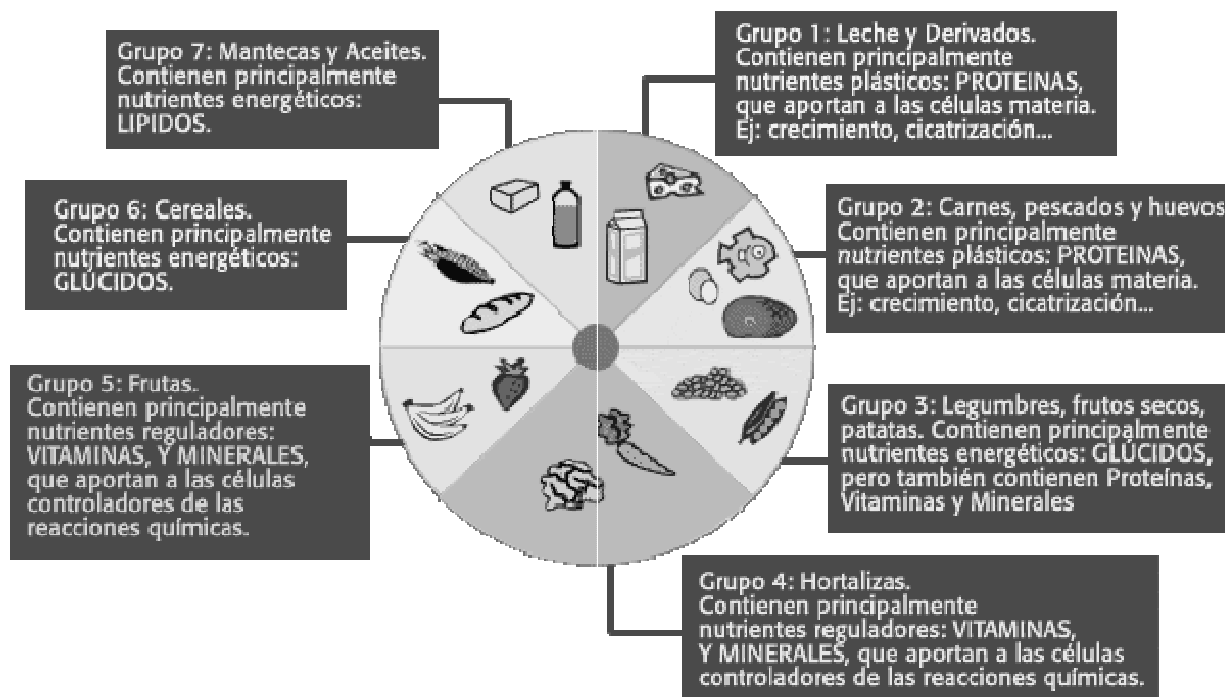 Grupo 7: Mantecas y Aceites.
Contienen principalmente
nutrientes energéticos:
LIPIDOS.
Grupo 1: Leche y Derivados.
Contienen principalmente
nutrientes plásticos: PROTEINAS,
que aportan a las células materia.
Ej: crecimiento, cicatrización...
Grupo 6: Cereales.
Contienen principalmente
nutrientes energéticos:
GLÚCIDOS.
Grupo 2: Carnes, pescados y huevos
Contienen principalmente
nutrientes plásticos: PROTEINAS,
que aportan a las células materia.
Ej: crecimiento, cicatrización...
Grupo 5: Frutas.
Contienen principalmente
nutrientes reguladores:
VITAMINAS, Y MINERALES,
que aportan a las células
controladores de las
reacciones químicas.
Grupo 3: Legumbres, frutos secos,
patatas. Contienen principalmente
nutrientes energéticos: GLÚCIDOS,
pero también contienen Proteínas,
Vitaminas y Minerales
Grupo 4: Hortalizas.
Contienen principalmente
nutrientes reguladores: VITAMINAS,
Y MINERALES, que aportan a las células
controladores de las reacciones químicas.